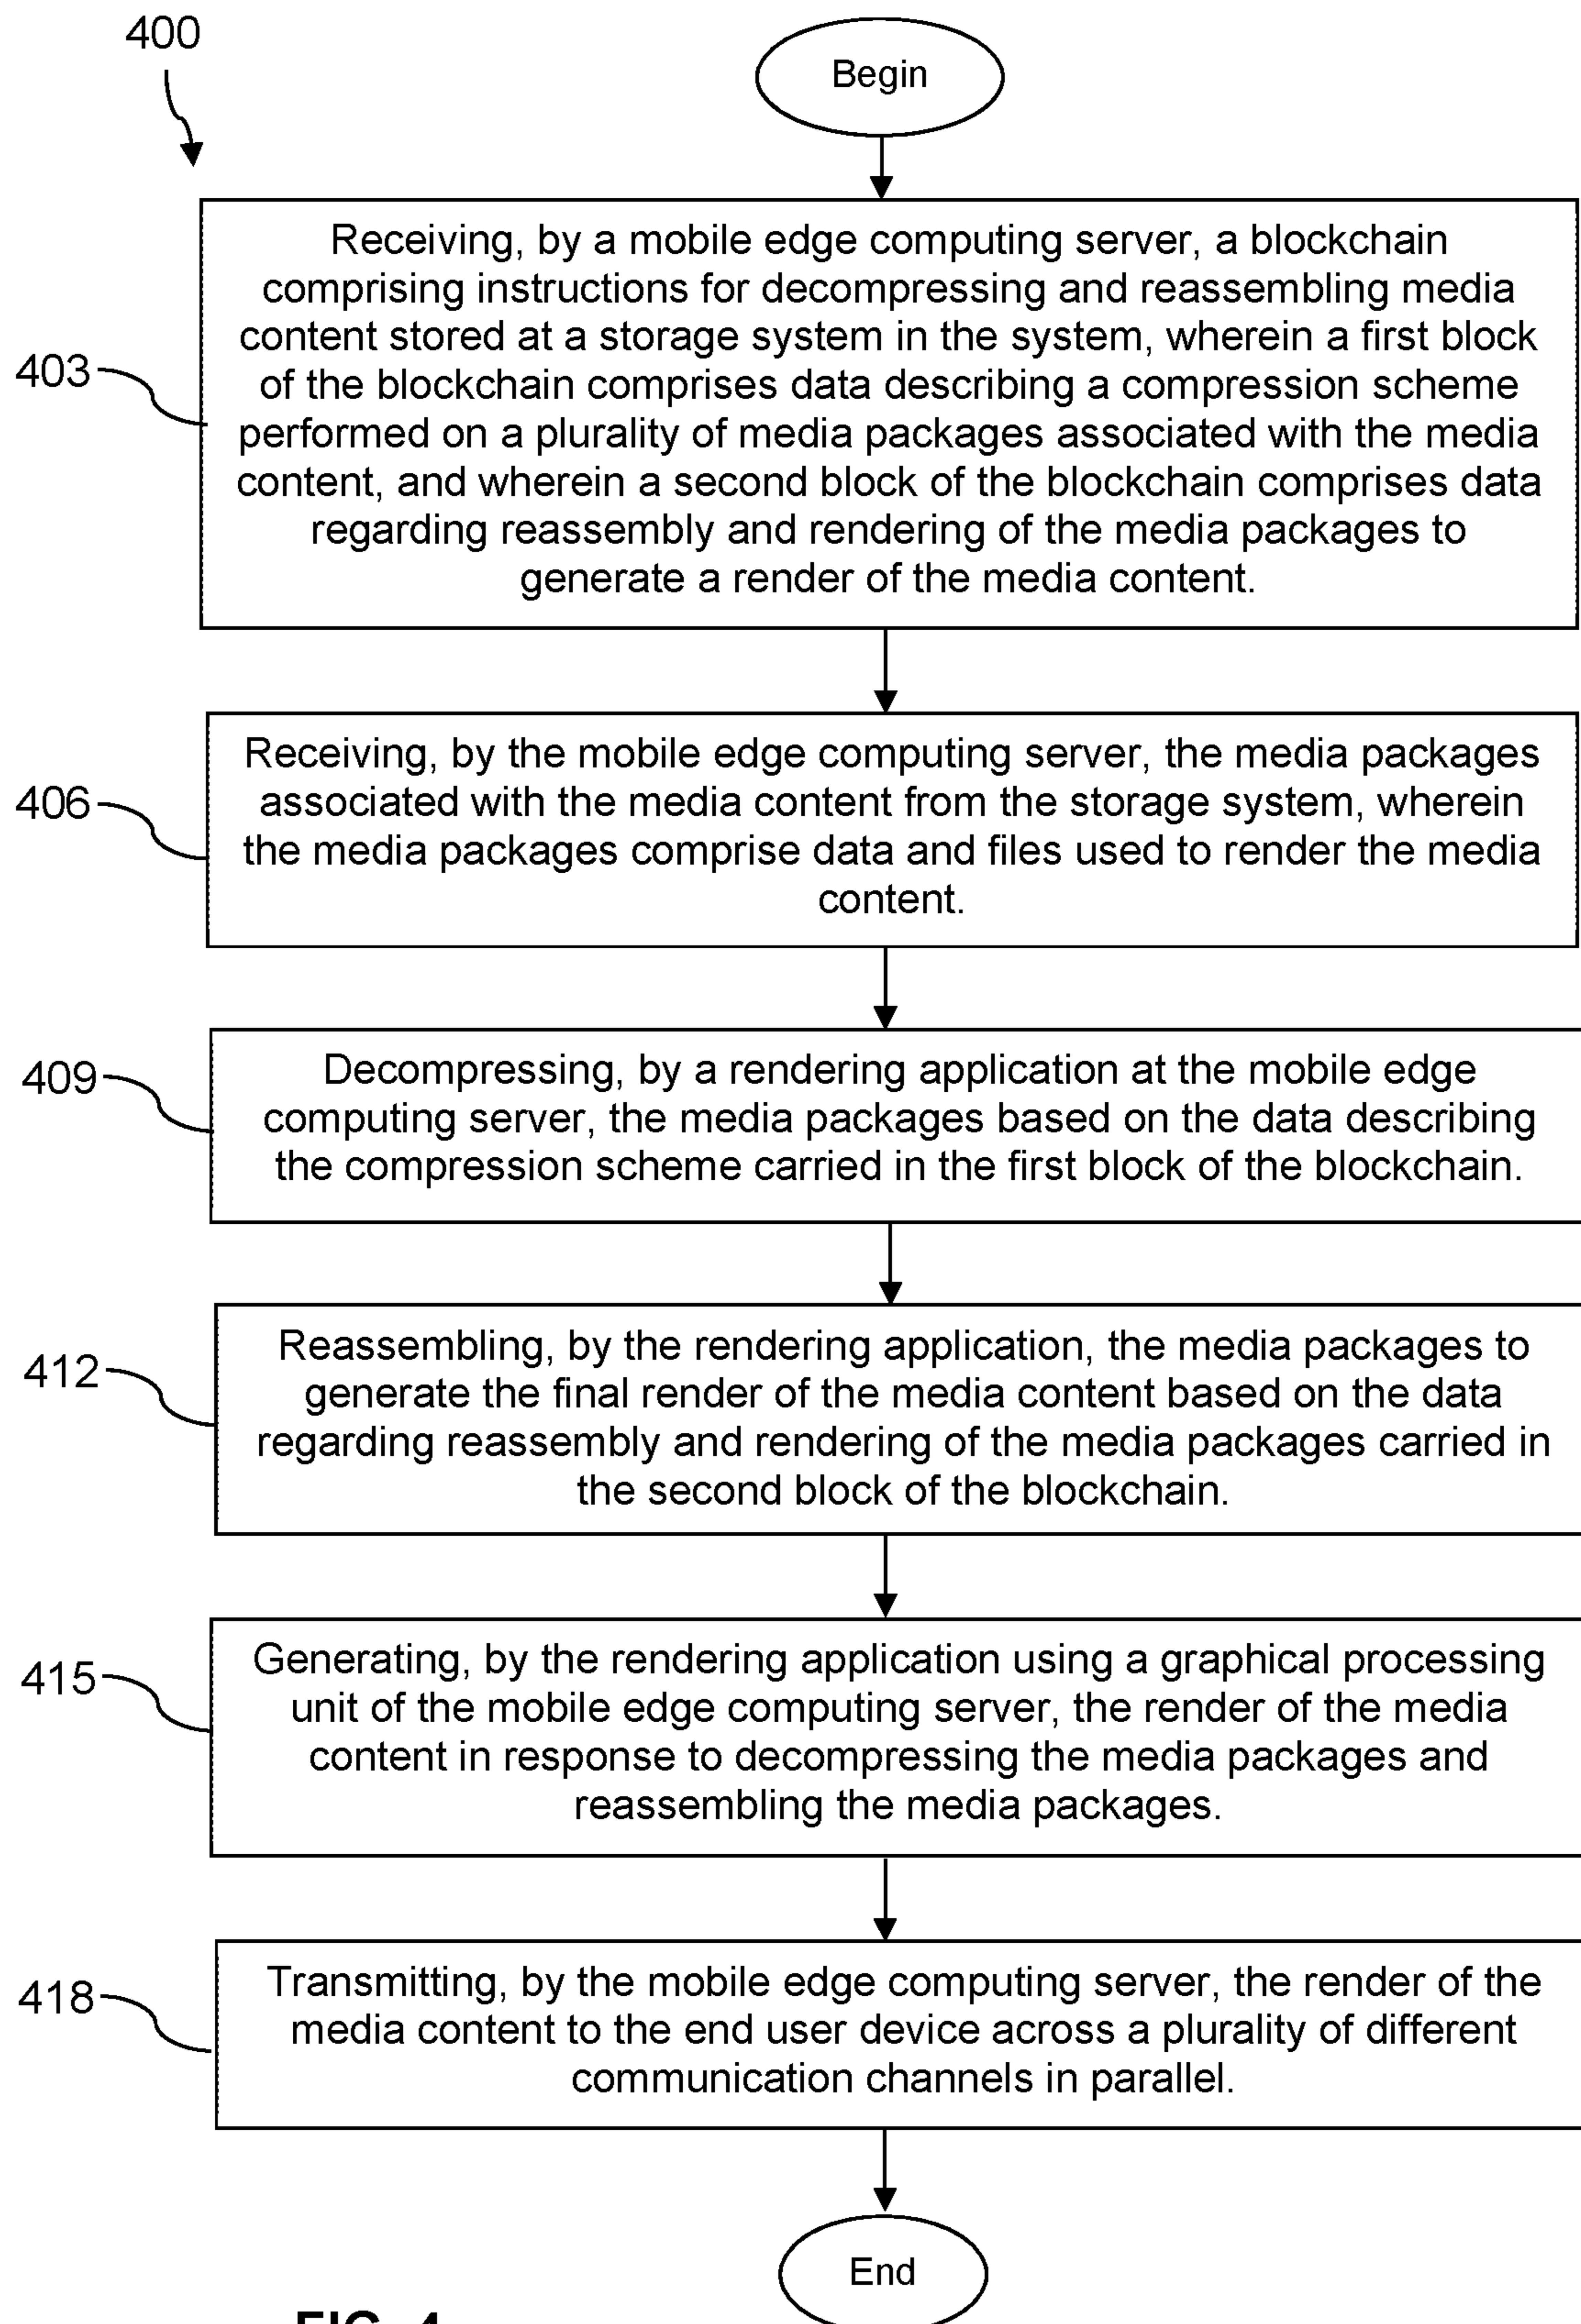 400
Begin
403
Receiving, by a mobile edge computing server, a blockchain
comprising instructions for decompressing and reassembling media
content stored at a storage system in the system, wherein a first block
of the blockchain comprises data describing a compression scheme
performed on a plurality of media packages associated with the media
content, and wherein a second block of the blockchain comprises data
regarding reassembly and rendering of the media packages to
generate a render of the media content.
406
Receiving, by the mobile edge computing server, the media packages
associated with the media content from the storage system, wherein
the media packages comprise data and files used to render the media
content.
409
Decompressing, by a rendering application at the mobile edge
computing server, the media packages based on the data describing
the compression scheme carried in the first block of the blockchain.
412
Reassembling, by the rendering application, the media packages to
generate the final render of the media content based on the data
regarding reassembly and rendering of the media packages carried in
the second block of the blockchain.
415
Generating, by the rendering application using a graphical processing
unit of the mobile edge computing server, the render of the media
content in response to decompressing the media packages and
reassembling the media packages.
418
Transmitting, by the mobile edge computing server, the render of the
media content to the end user device across a plurality of different
communication channels in parallel.
End
FIG. 4